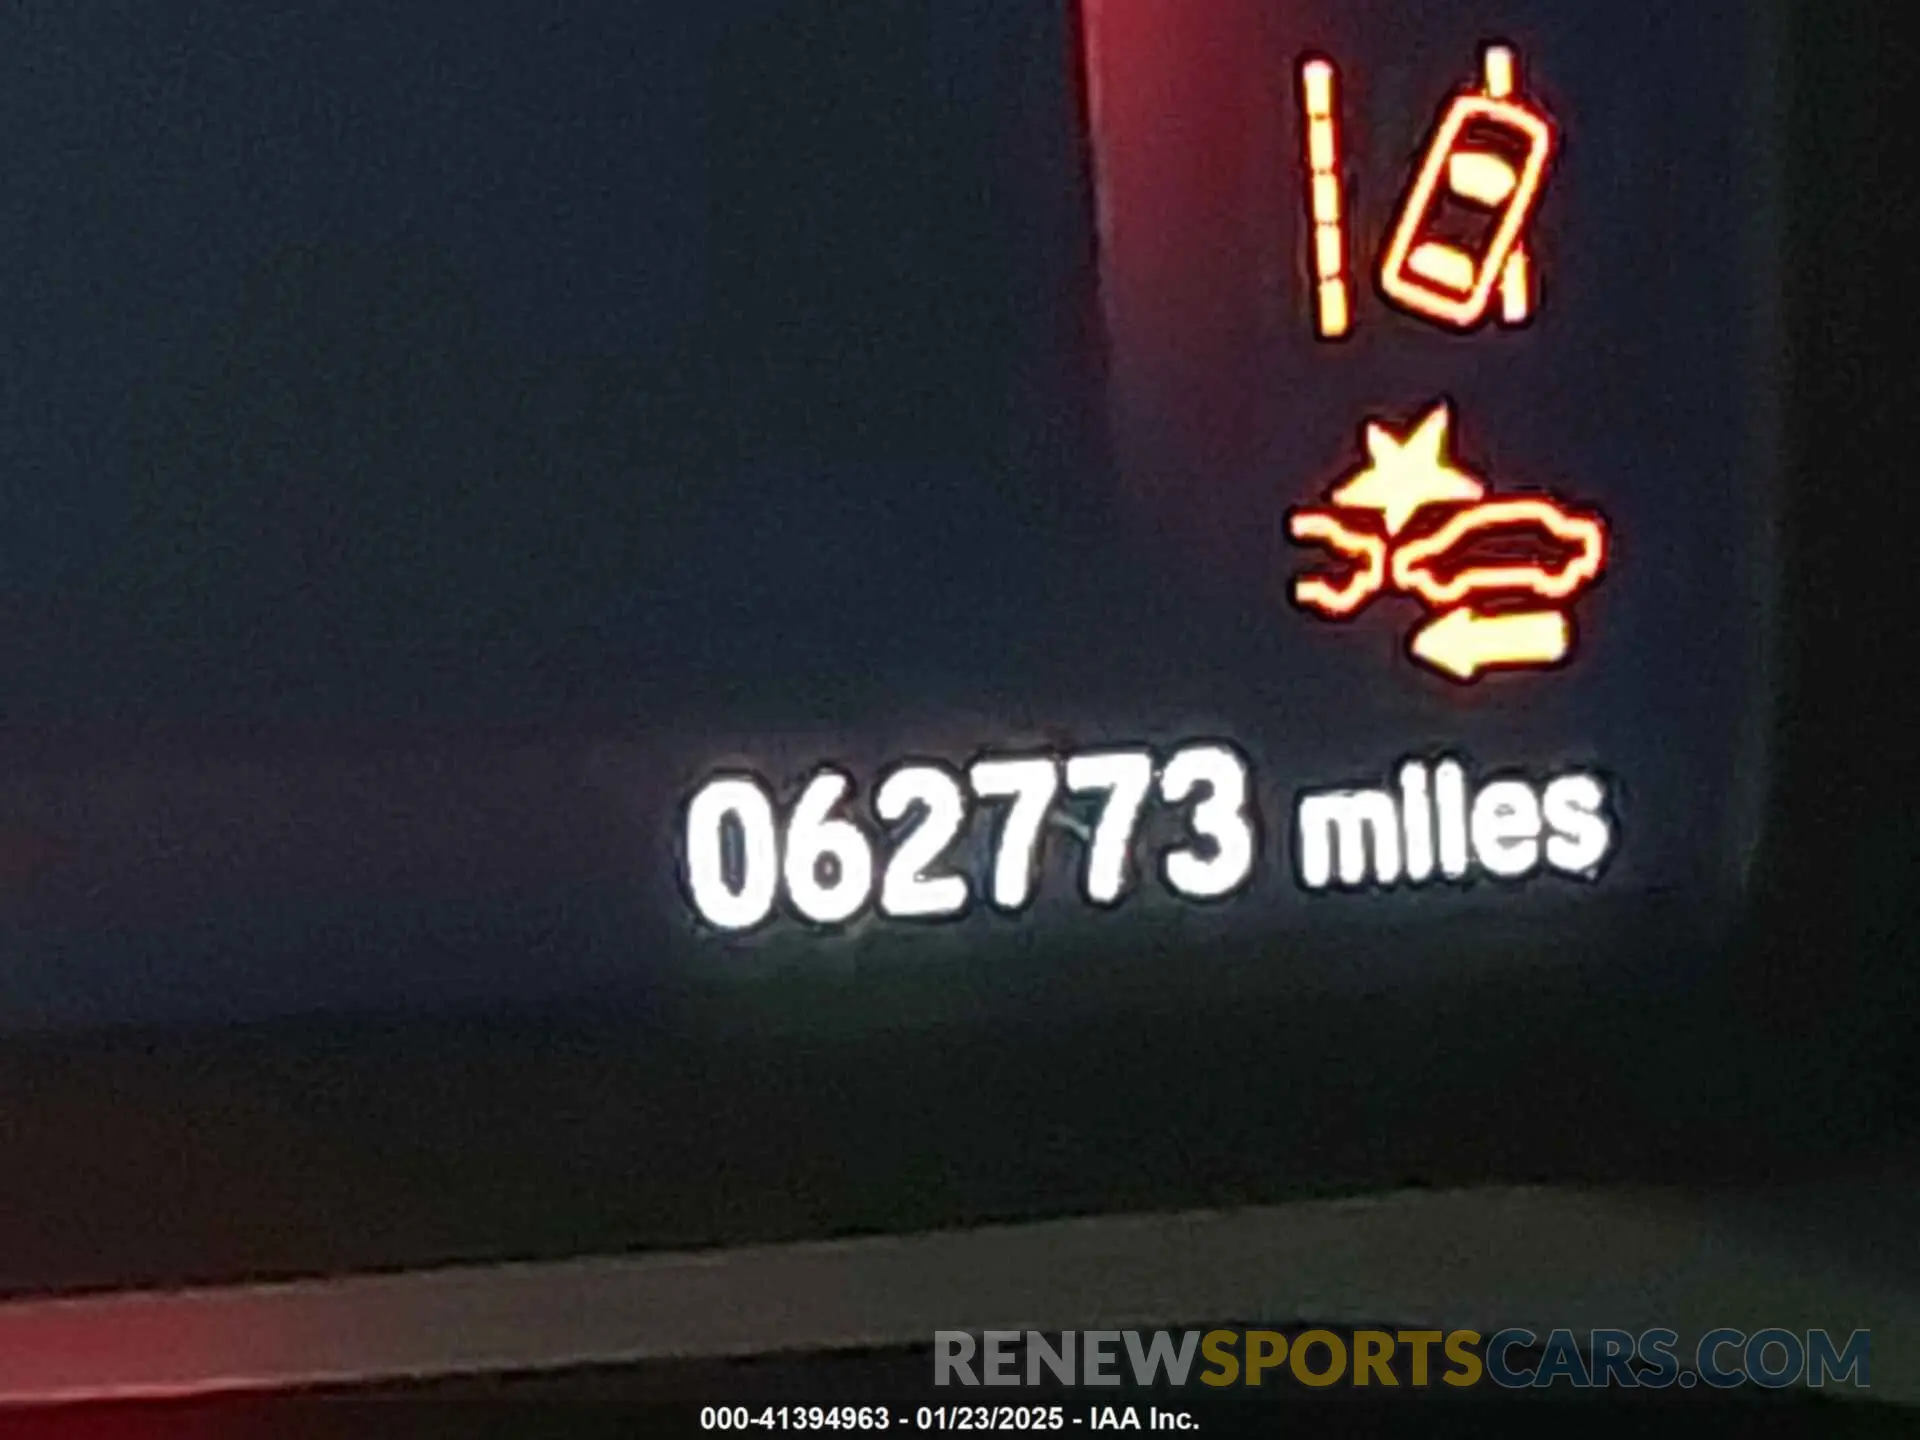 062773 miles
RENEWSPORTSCARS.COM
000-41394963 - 01/23/2025 - IAA Inc.